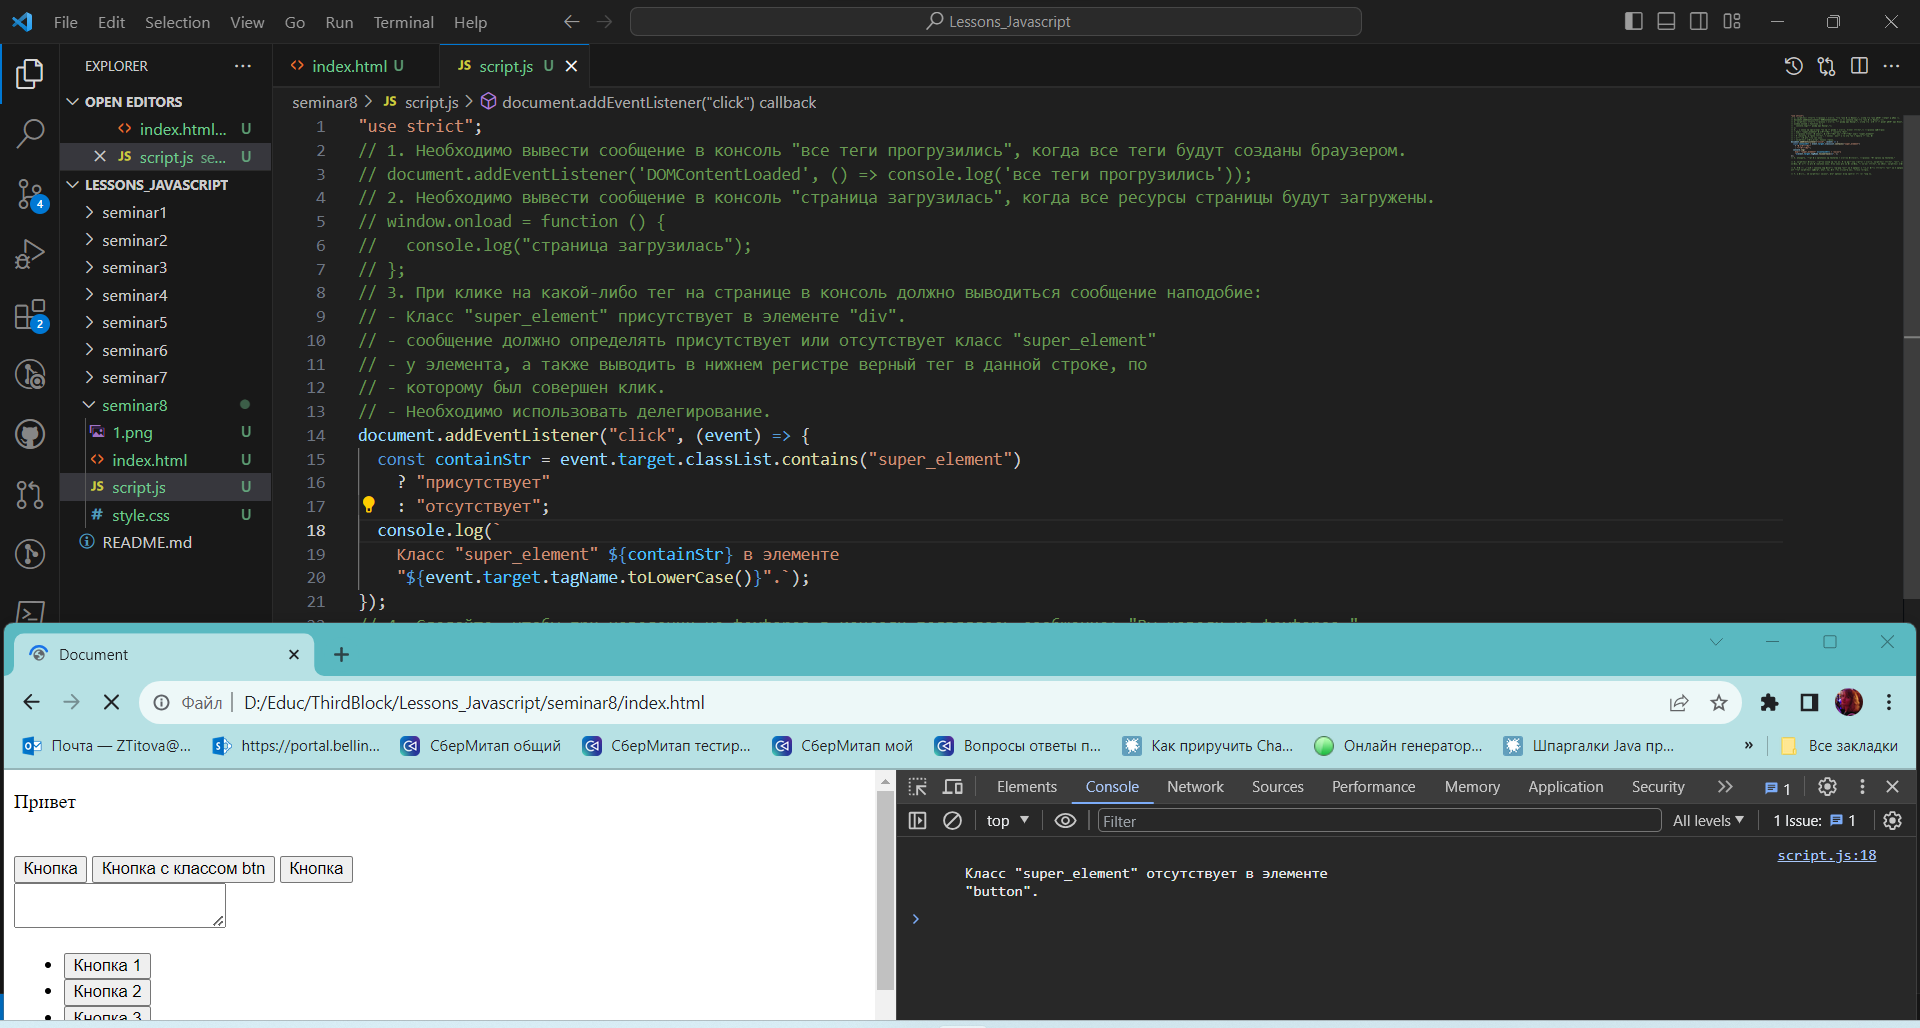 File Edit Selection View Go Run Terminal Help
Lessons_Javascript
EXPLORER
OPEN EDITORS
index.html... U
JS script.js se... U
LESSONS_JAVASCRIPT
seminar1
seminar2
seminar3
4
seminar4
seminar5
2
seminar6
seminar7
seminar8
1.png U
index.html U
JS script.js U
# style.css U
README.md
index.html U
JS script.js U
seminar8 > JS script.js > document.addEventListener("click") callback
1 "use strict";
2 // 1. Необходимо вывести сообщение в консоль "все теги прогрузились", когда все теги будут созданы браузером.
3 // document.addEventListener('DOMContentLoaded', () => console.log('все теги прогрузились'));
4 // 2. Необходимо вывести сообщение в консоль "страница загрузилась", когда все ресурсы страницы будут загружены.
5 // window.onload = function () {
6 //   console.log("страница загрузилась");
7 // };
8 // 3. При клике на какой-либо тег на странице в консоль должно выводиться сообщение наподобие:
9 // - Класс "super_element" присутствует в элементе "div".
10 // - сообщение должно определять присутствует или отсутствует класс "super_element"
11 // - у элемента, а также выводить в нижнем регистре верный тег в данной строке, по
12 // - которому был совершен клик.
13 // - Необходимо использовать делегирование.
14 document.addEventListener("click", (event) => {
15   const containStr = event.target.classList.contains("super_element")
16     ? "присутствует"
17     : "отсутствует";
18   console.log(`
19     Класс "super_element" ${containStr} в элементе
20     "${event.target.tagName.toLowerCase()}".`);
21 });
Document
Файл | D:/Educ/ThirdBlock/Lessons_Javascript/seminar8/index.html
Почта — ZTitova@...
https://portal.bellin...
СберМитап общий
СберМитап тестир...
СберМитап мой
Вопросы ответы п...
Как приручить Cha...
Онлайн генератор...
Шпаргалки Java пр...
»
Все закладки
Привет
Кнопка Кнопка с классом btn Кнопка
Кнопка 1
Кнопка 2
Кнопка 3
Elements Console Network Sources Performance Memory Application Security 1
top Filter All levels 1 Issue: 1
script.js:18
Класс "super_element" отсутствует в элементе
"button".